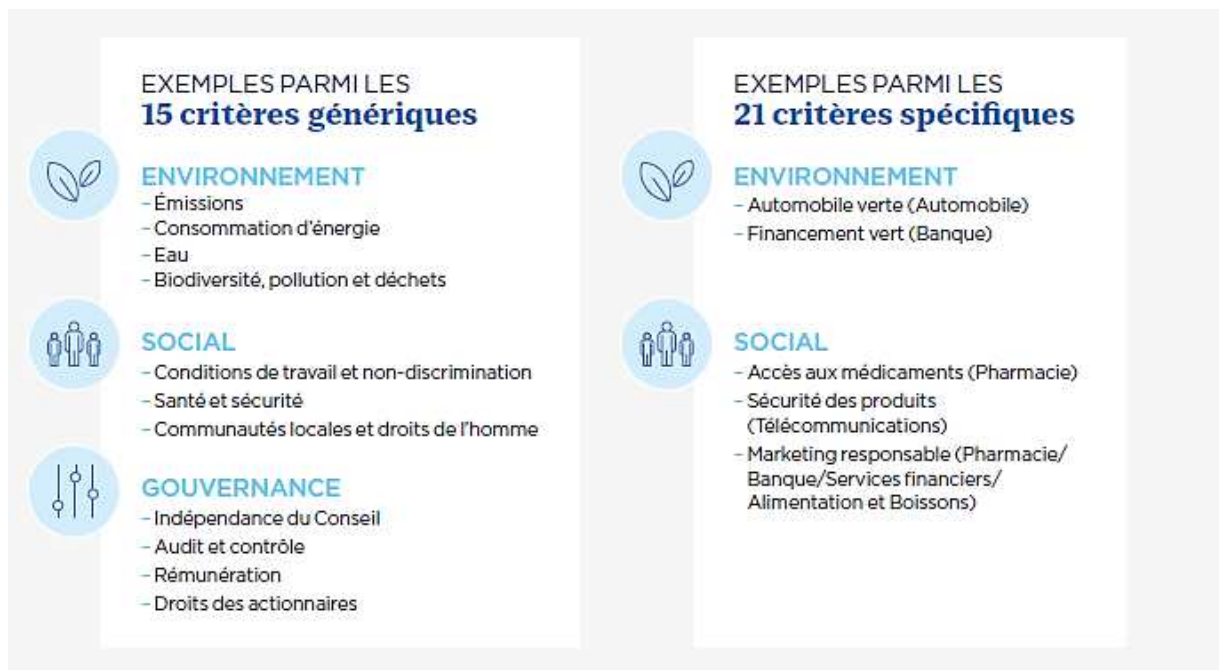 EXEMPLES PARMI LES
15 critères génériques
ENVIRONNEMENT
– Émissions
– Consommation d'énergie
– Eau
– Biodiversité, pollution et déchets
SOCIAL
– Conditions de travail et non-discrimination
– Santé et sécurité
– Communautés locales et droits de l'homme
GOUVERNANCE
– Indépendance du Conseil
– Audit et contrôle
– Rémunération
– Droits des actionnaires
EXEMPLES PARMI LES
21 critères spécifiques
ENVIRONNEMENT
– Automobile verte (Automobile)
– Financement vert (Banque)
SOCIAL
– Accès aux médicaments (Pharmacie)
– Sécurité des produits
(Télécommunications)
– Marketing responsable (Pharmacie/
Banque/Services financiers/
Alimentation et Boissons)